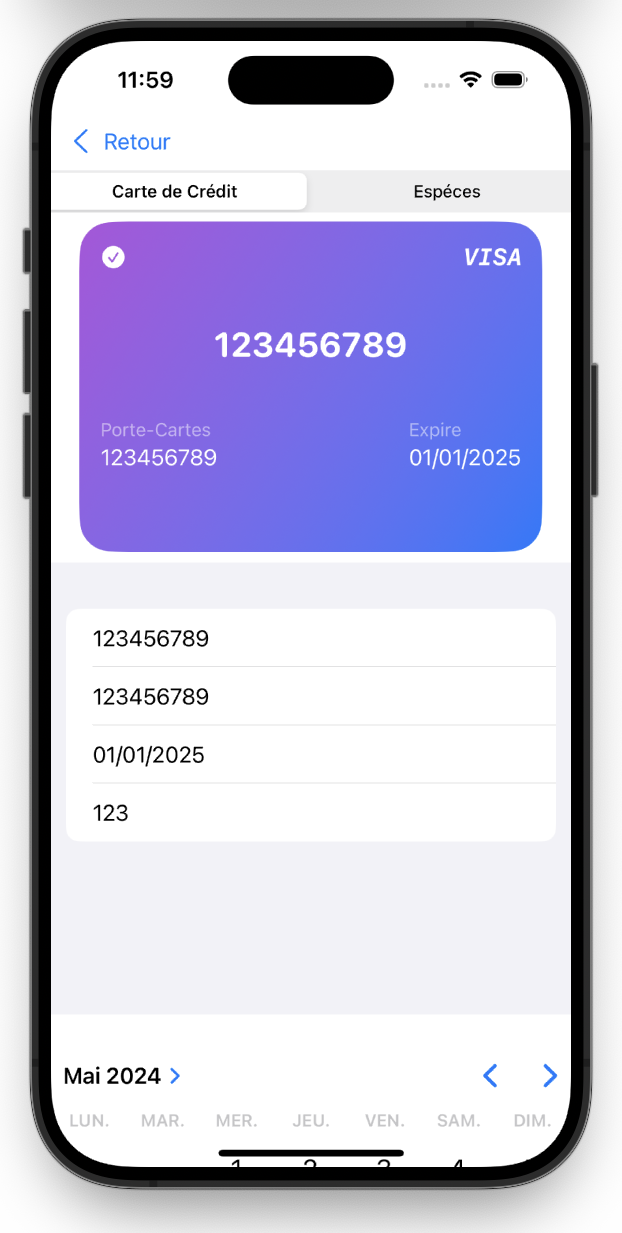 11:59
Retour
Carte de Crédit Espéces
VISA
123456789
Porte-Cartes Expire
123456789 01/01/2025
123456789
123456789
01/01/2025
123
Mai 2024
LUN. MAR. MER. JEU. VEN. SAM. DIM.
1 2 3 4